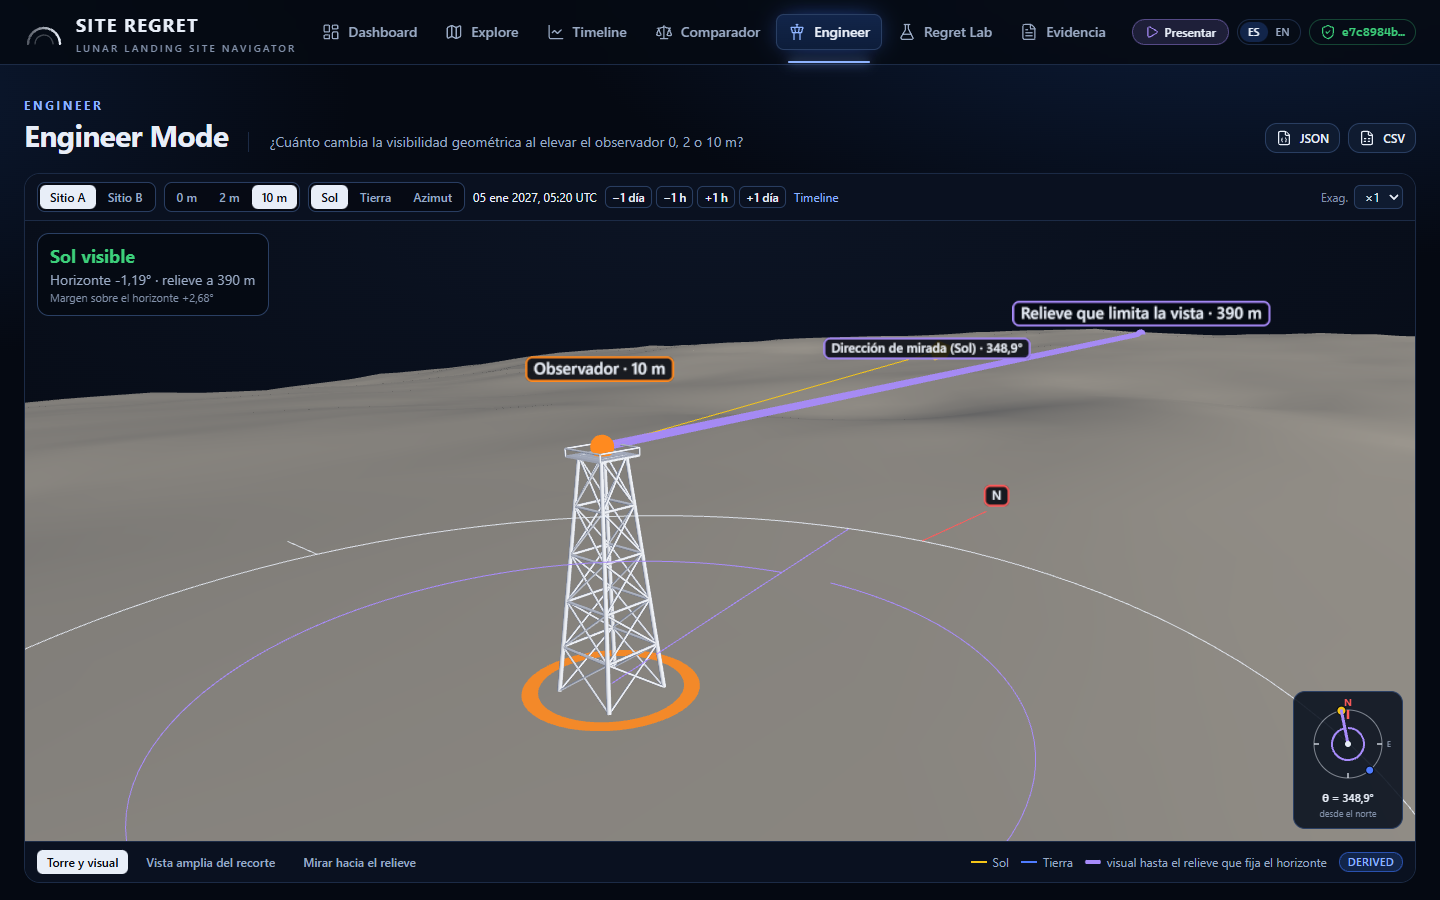 SITE REGRET
LUNAR LANDING SITE NAVIGATOR
Dashboard
Explore
Timeline
Comparador
Engineer
Regret Lab
Evidencia
Presentar
ES EN
e7c8984b…
ENGINEER
Engineer Mode
¿Cuánto cambia la visibilidad geométrica al elevar el observador 0, 2 o 10 m?
JSON
CSV
Sitio A Sitio B
0 m 2 m 10 m
Sol Tierra Azimut
05 ene 2027, 05:20 UTC
−1 día −1 h +1 h +1 día
Timeline
Exag. ×1
Sol visible
Horizonte -1,19° · relieve a 390 m
Margen sobre el horizonte +2,68°
Relieve que limita la vista · 390 m
Dirección de mirada (Sol) · 348,9°
Observador · 10 m
N
N
E
θ = 348,9°
desde el norte
Torre y visual
Vista amplia del recorte
Mirar hacia el relieve
Sol
Tierra
visual hasta el relieve que fija el horizonte
DERIVED